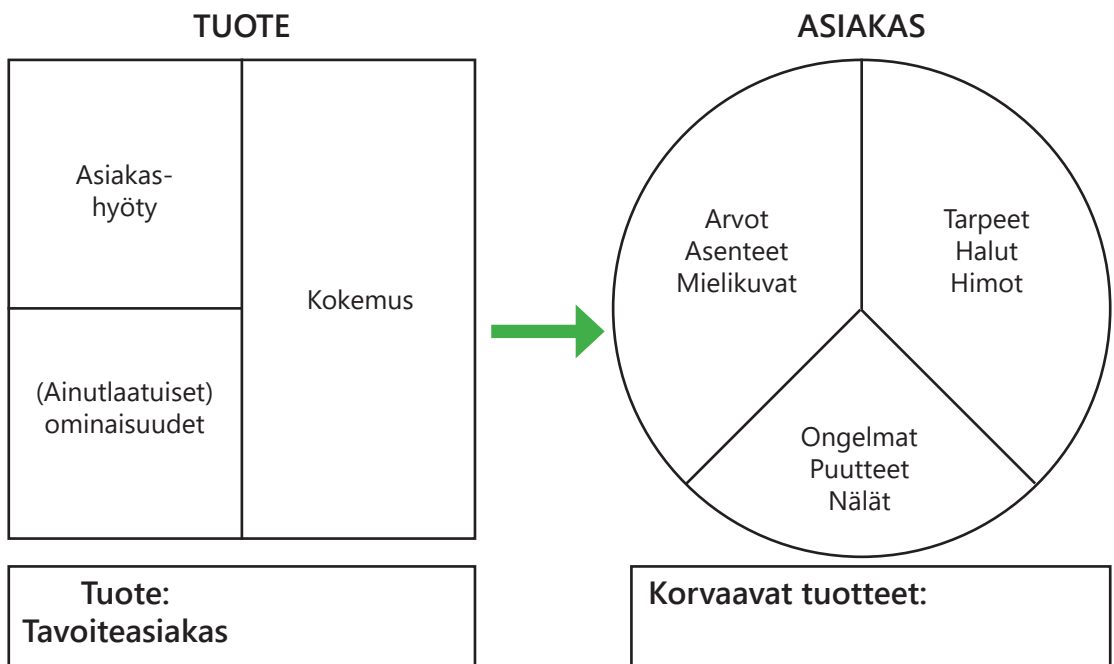 TUOTE
Asiakas-
hyöty
(Ainutlaatuiset)
ominaisuudet
Kokemus
ASIAKAS
Arvot
Asenteet
Mielikuvat
Tarpeet
Halut
Himot
Ongelmat
Puutteet
Nälät
Tuote:
Tavoiteasiakas
Korvaavat tuotteet: